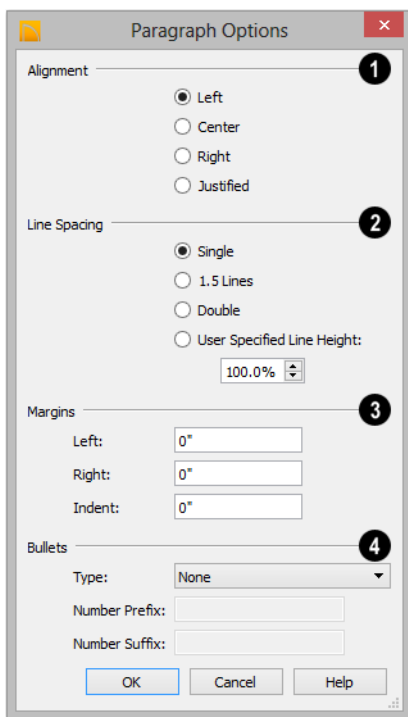 Paragraph Options
Alignment 1
Left
Center
Right
Justified
Line Spacing 2
Single
1.5 Lines
Double
User Specified Line Height:
100.0%
Margins 3
Left: 0"
Right: 0"
Indent: 0"
Bullets 4
Type: None
Number Prefix:
Number Suffix:
OK Cancel Help